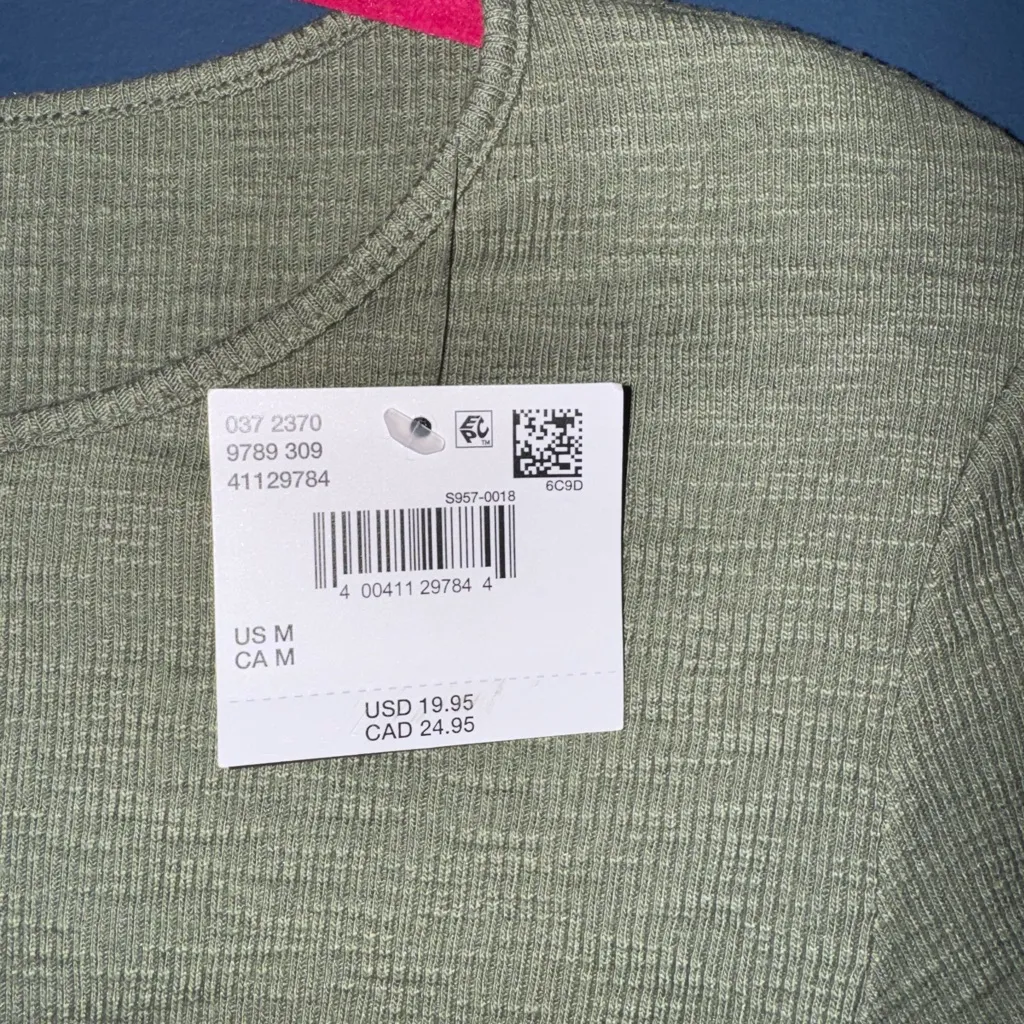 037 2370
9789 309
41129784
EPC TM
6C9D
S957-0018
4 00411 29784 4
US M
CA M
USD 19.95
CAD 24.95